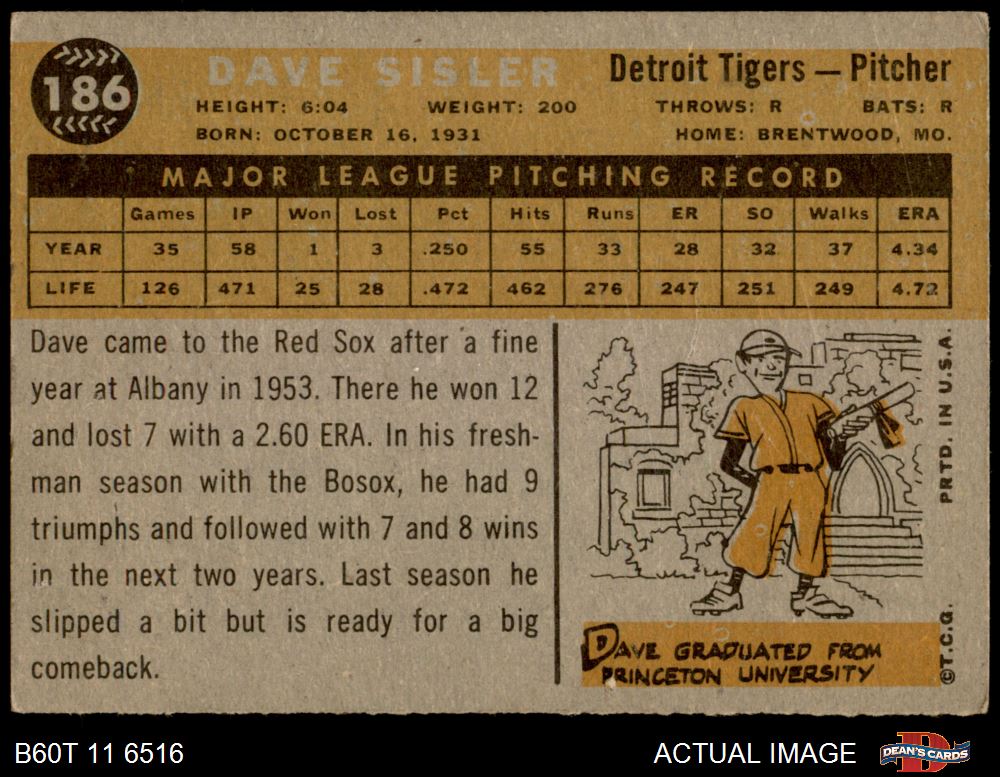 186
DAVE SISLER
Detroit Tigers — Pitcher
HEIGHT: 6:04 WEIGHT: 200 THROWS: R BATS: R
BORN: OCTOBER 16, 1931 HOME: BRENTWOOD, MO.
MAJOR LEAGUE PITCHING RECORD
Games IP Won Lost Pct Hits Runs ER SO Walks ERA
YEAR 35 58 1 3 .250 55 33 28 32 37 4.34
LIFE 126 471 25 28 .472 462 276 247 251 249 4.72
Dave came to the Red Sox after a fine
year at Albany in 1953. There he won 12
and lost 7 with a 2.60 ERA. In his fresh-
man season with the Bosox, he had 9
triumphs and followed with 7 and 8 wins
in the next two years. Last season he
slipped a bit but is ready for a big
comeback.
DAVE GRADUATED FROM
PRINCETON UNIVERSITY
©T.C.G. PRTD. IN U.S.A.
B60T 11 6516
ACTUAL IMAGE
D
DEAN'S CARDS